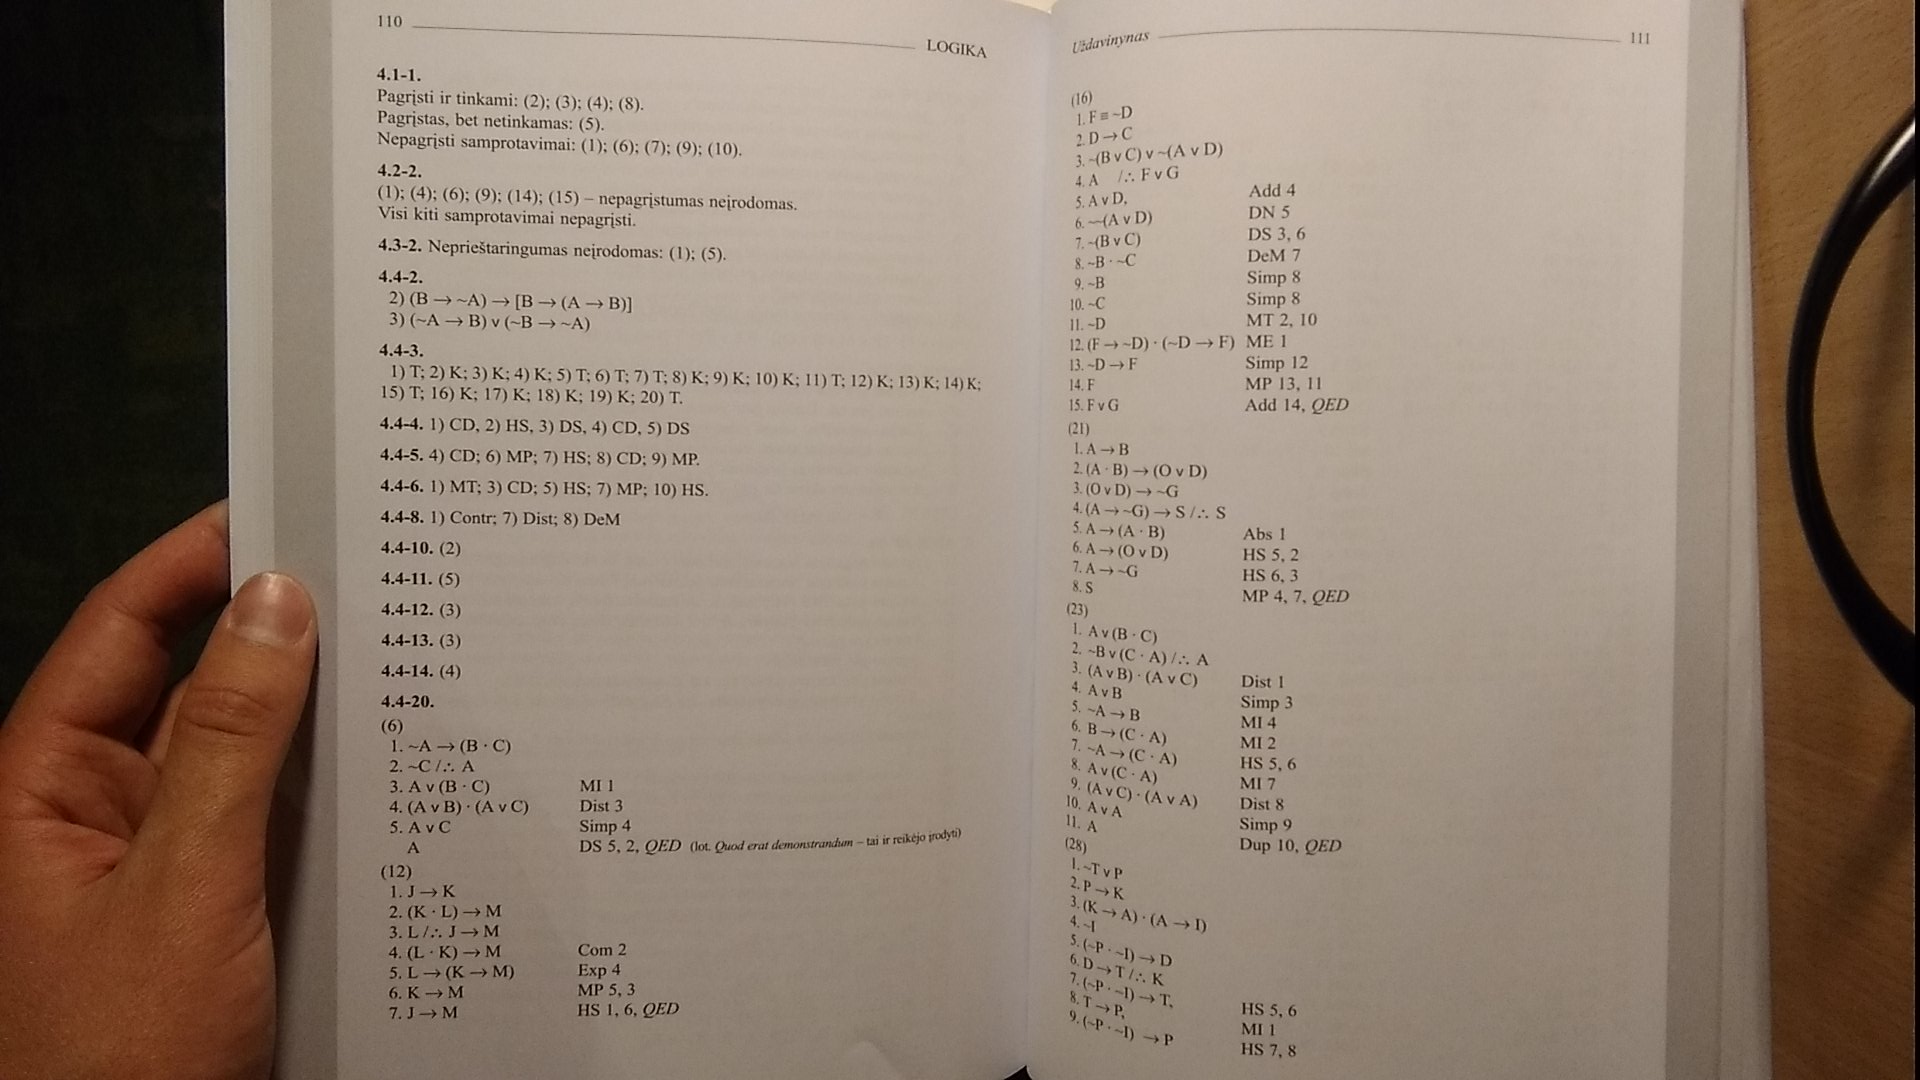 110
LOGIKA
4.1-1.
Pagrįsti ir tinkami: (2); (3); (4); (8).
Pagrįstas, bet netinkamas: (5).
Nepagrįsti samprotavimai: (1); (6); (7); (9); (10).
4.2-2.
(1); (4); (6); (9); (14); (15) – nepagrįstumas neįrodomas.
Visi kiti samprotavimai nepagrįsti.
4.3-2. Neprieštaringumas neįrodomas: (1); (5).
4.4-2.
2) (B → ~A) → [B → (A → B)]
3) (~A → B) v (~B → ~A)
4.4-3.
1) T; 2) K; 3) K; 4) K; 5) T; 6) T; 7) T; 8) K; 9) K; 10) K; 11) T; 12) K; 13) K; 14) K;
15) T; 16) K; 17) K; 18) K; 19) K; 20) T.
4.4-4. 1) CD, 2) HS, 3) DS, 4) CD, 5) DS
4.4-5. 4) CD; 6) MP; 7) HS; 8) CD; 9) MP.
4.4-6. 1) MT; 3) CD; 5) HS; 7) MP; 10) HS.
4.4-8. 1) Contr; 7) Dist; 8) DeM
4.4-10. (2)
4.4-11. (5)
4.4-12. (3)
4.4-13. (3)
4.4-14. (4)
4.4-20.
(6)
1. ~A → (B · C)
2. ~C /∴ A
3. A v (B · C) MI 1
4. (A v B) · (A v C) Dist 3
5. A v C Simp 4
A DS 5, 2, QED (lot. Quod erat demonstrandum – tai ir reikėjo įrodyti)
(12)
1. J → K
2. (K · L) → M
3. L /∴ J → M
4. (L · K) → M Com 2
5. L → (K → M) Exp 4
6. K → M MP 5, 3
7. J → M HS 1, 6, QED
Uždavinynas
111
(16)
1. F ≡ ~D
2. D → C
3. ~(B v C) v ~(A v D)
4. A /∴ F v G
5. A v D, Add 4
6. ~~(A v D) DN 5
7. ~(B v C) DS 3, 6
8. ~B · ~C DeM 7
9. ~B Simp 8
10. ~C Simp 8
11. ~D MT 2, 10
12. (F → ~D) · (~D → F) ME 1
13. ~D → F Simp 12
14. F MP 13, 11
15. F v G Add 14, QED
(21)
1. A → B
2. (A · B) → (O v D)
3. (O v D) → ~G
4. (A → ~G) → S /∴ S
5. A → (A · B) Abs 1
6. A → (O v D) HS 5, 2
7. A → ~G HS 6, 3
8. S MP 4, 7, QED
(23)
1. A v (B · C)
2. ~B v (C · A) /∴ A
3. (A v B) · (A v C) Dist 1
4. A v B Simp 3
5. ~A → B MI 4
6. B → (C · A) MI 2
7. ~A → (C · A) HS 5, 6
8. A v (C · A) MI 7
9. (A v C) · (A v A) Dist 8
10. A v A Simp 9
11. A Dup 10, QED
(28)
1. ~T v P
2. P → K
3. (K → A) · (A → I)
4. ~I
5. (~P · ~I) → D
6. D → T /∴ K
7. (~P · ~I) → T, HS 5, 6
8. T → P, MI 1
9. (~P · ~I) → P HS 7, 8